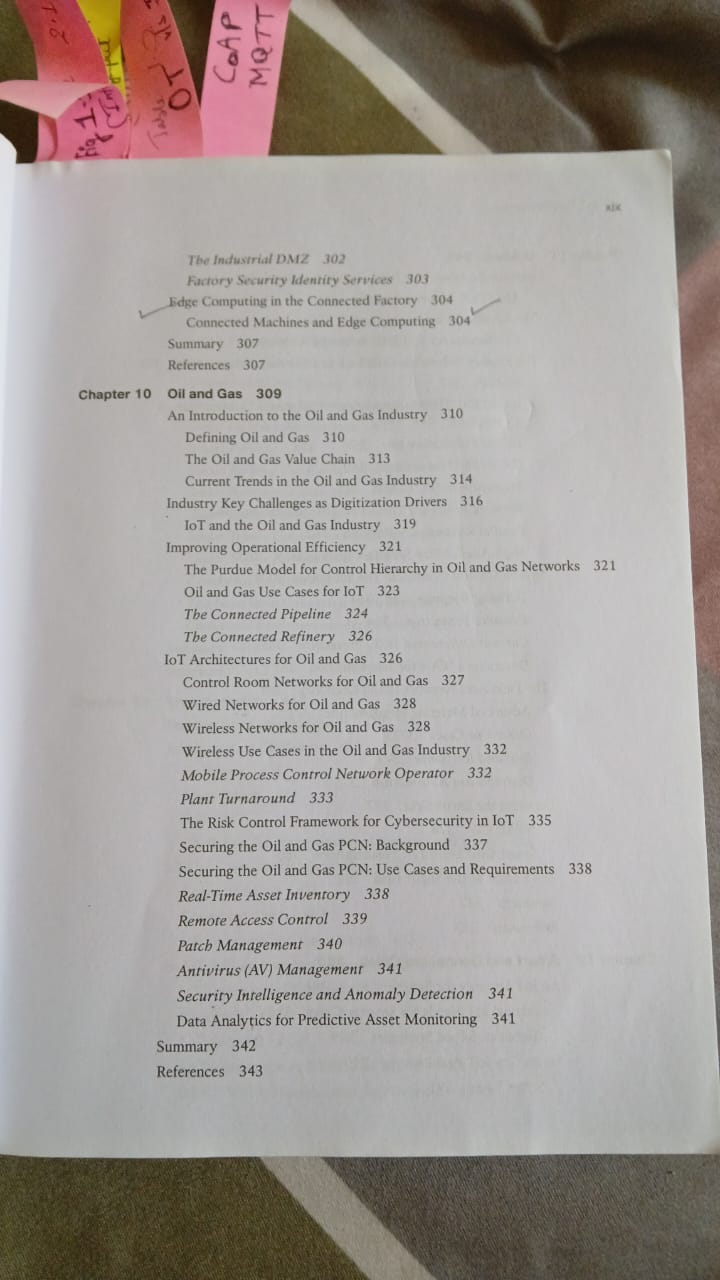 CoAP
MQTT
OT
Fig 1:
xix
The Industrial DMZ 302
Factory Security Identity Services 303
Edge Computing in the Connected Factory 304
Connected Machines and Edge Computing 304
Summary 307
References 307
Chapter 10 Oil and Gas 309
An Introduction to the Oil and Gas Industry 310
Defining Oil and Gas 310
The Oil and Gas Value Chain 313
Current Trends in the Oil and Gas Industry 314
Industry Key Challenges as Digitization Drivers 316
IoT and the Oil and Gas Industry 319
Improving Operational Efficiency 321
The Purdue Model for Control Hierarchy in Oil and Gas Networks 321
Oil and Gas Use Cases for IoT 323
The Connected Pipeline 324
The Connected Refinery 326
IoT Architectures for Oil and Gas 326
Control Room Networks for Oil and Gas 327
Wired Networks for Oil and Gas 328
Wireless Networks for Oil and Gas 328
Wireless Use Cases in the Oil and Gas Industry 332
Mobile Process Control Network Operator 332
Plant Turnaround 333
The Risk Control Framework for Cybersecurity in IoT 335
Securing the Oil and Gas PCN: Background 337
Securing the Oil and Gas PCN: Use Cases and Requirements 338
Real-Time Asset Inventory 338
Remote Access Control 339
Patch Management 340
Antivirus (AV) Management 341
Security Intelligence and Anomaly Detection 341
Data Analytics for Predictive Asset Monitoring 341
Summary 342
References 343